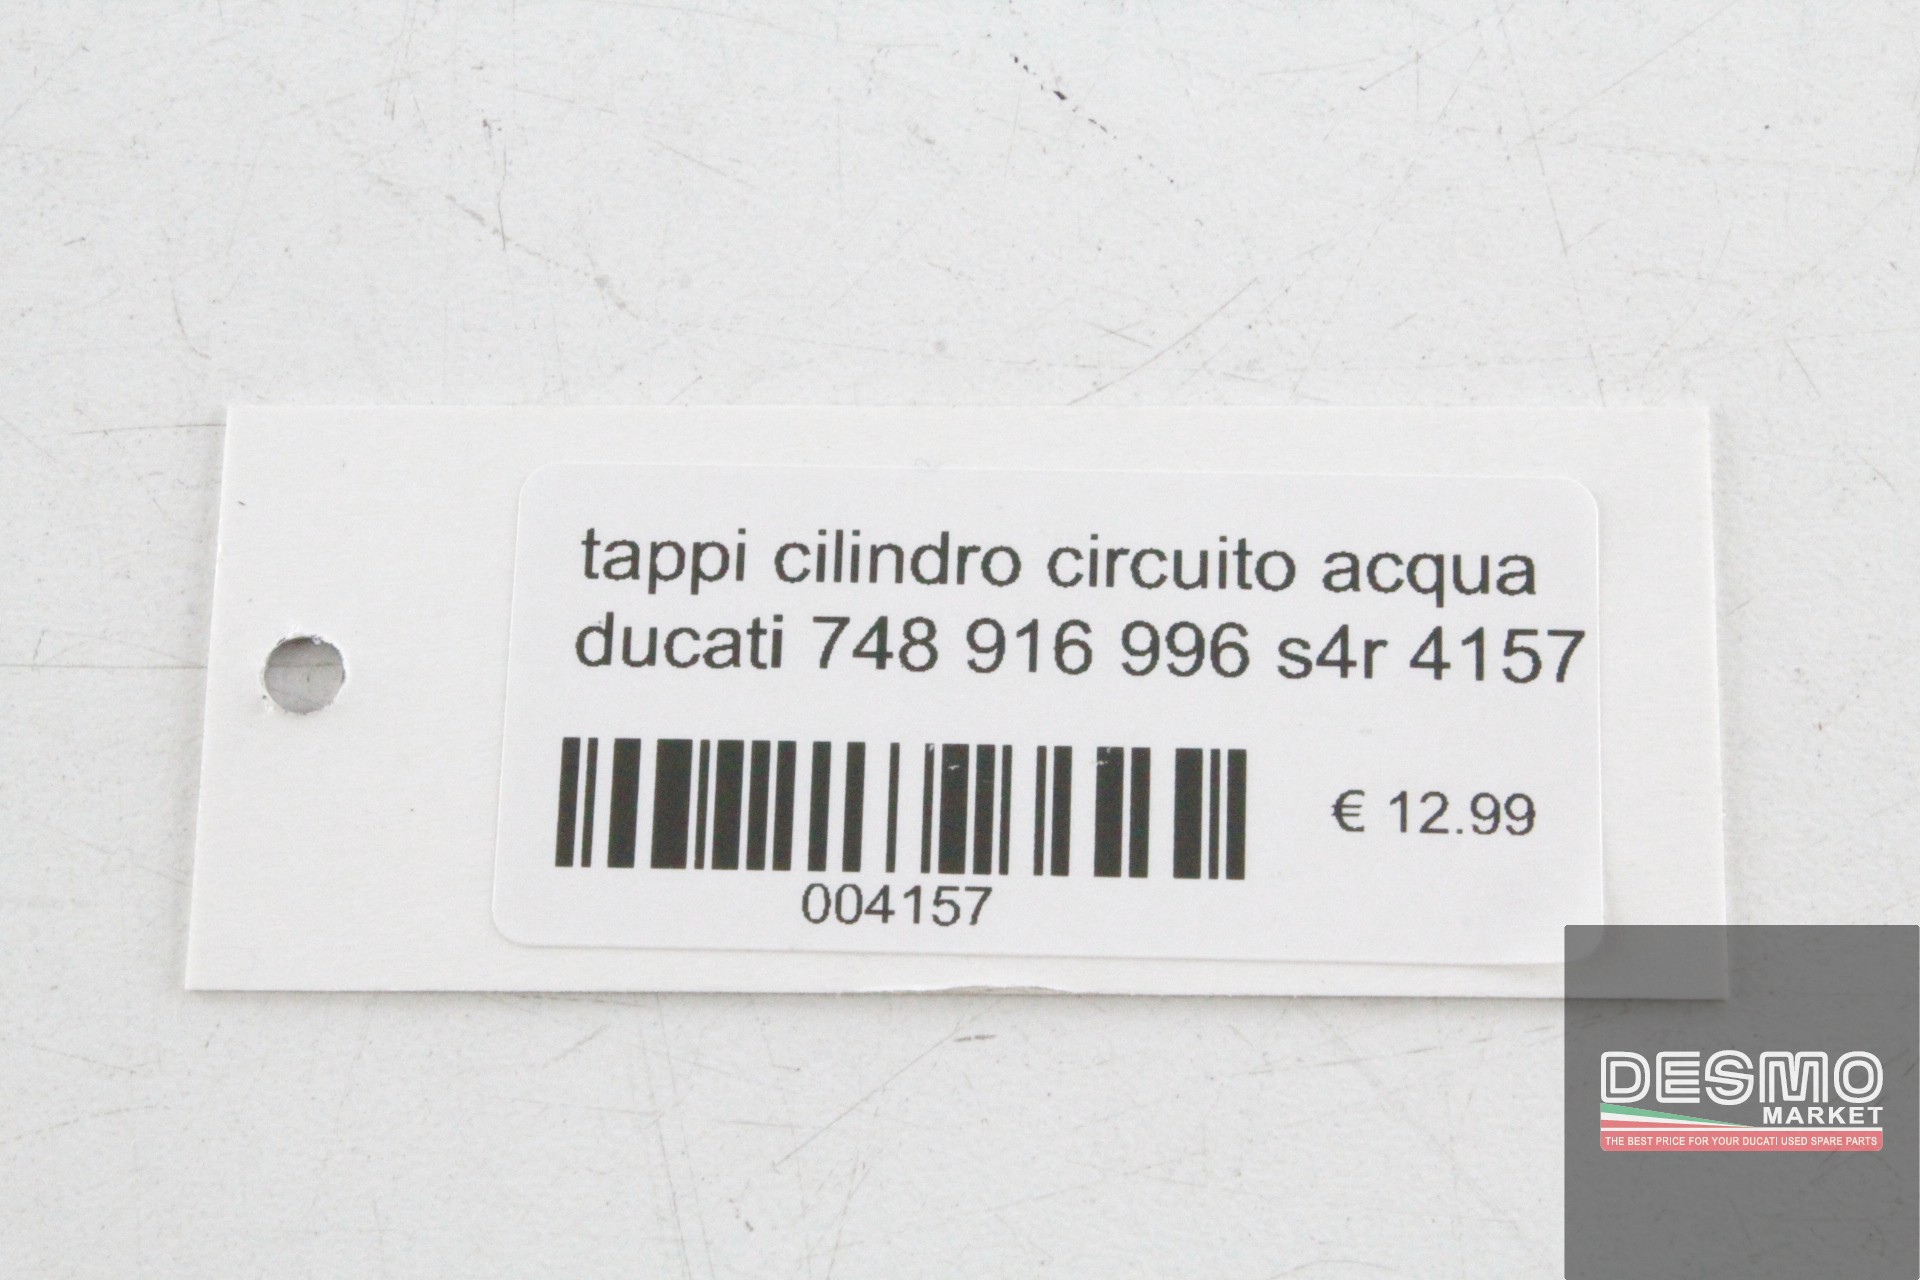 tappi cilindro circuito acqua
ducati 748 916 996 s4r 4157
€ 12.99
004157
DESMO
MARKET
THE BEST PRICE FOR YOUR DUCATI USED SPARE PARTS